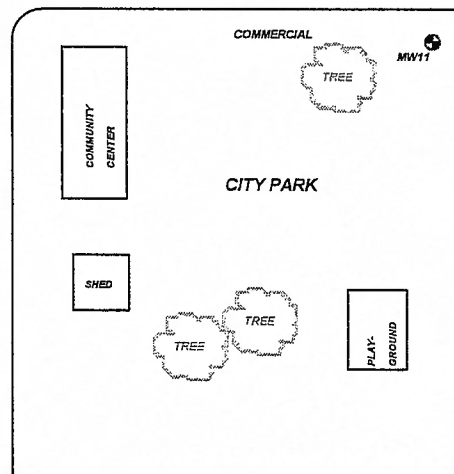 COMMERCIAL
MW11
TREE
COMMUNITY
CENTER
CITY PARK
SHED
TREE
TREE
PLAY-
GROUND